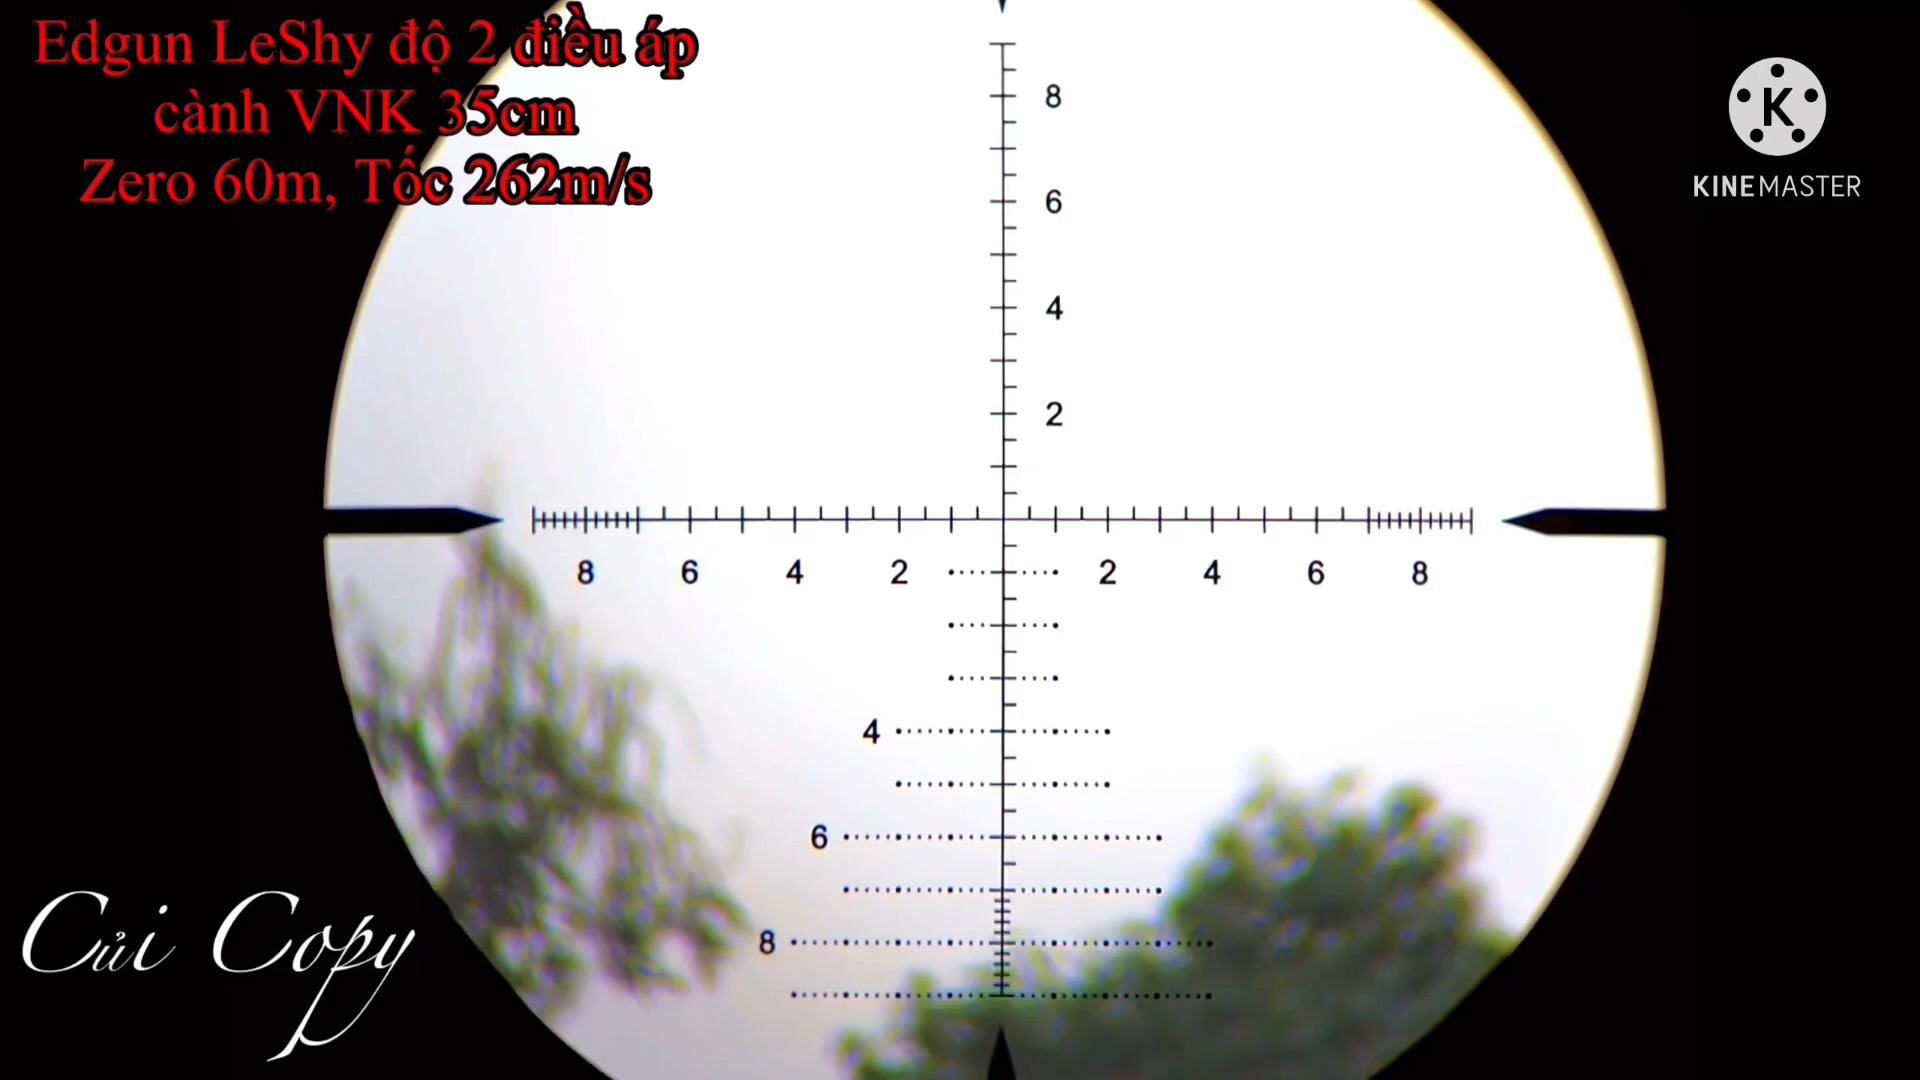 Edgun LeShy độ 2 điều áp
cành VNK 35cm
Zero 60m, Tốc 262m/s
K
KINEMASTER
8
6
4
2
8 6 4 2 2 4 6 8
4
6
8
Củi Copy